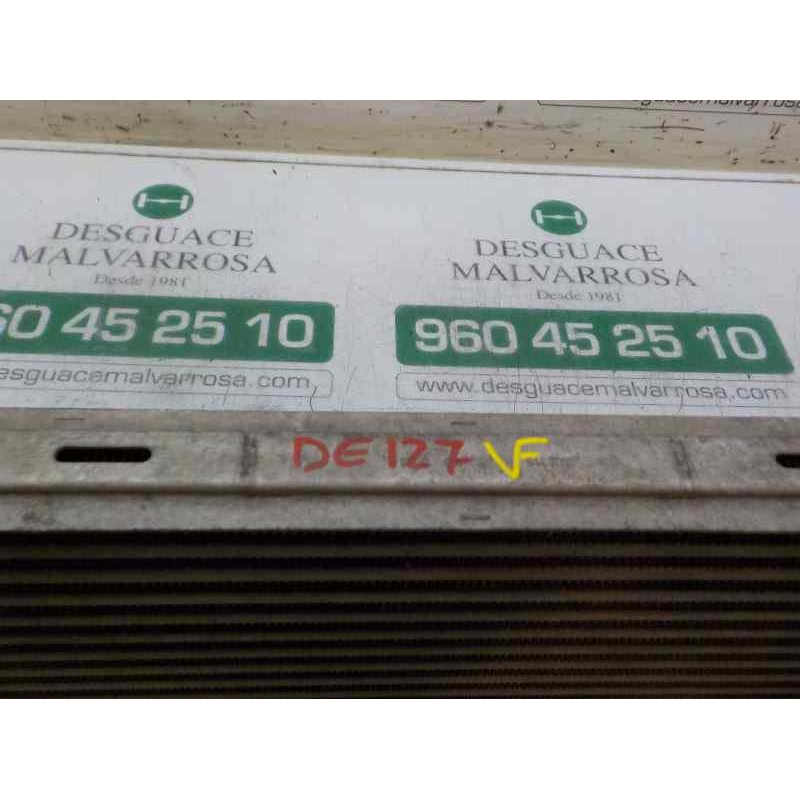 esguacemalvarrosa
DESGUACE
MALVARROSA
Desde 1981
60 45 25 10
esguacemalvarrosa.com
DESGUACE
MALVARROSA
Desde 1981
960 45 25 10
www.desguacemalvarrosa.com
DE127 VF